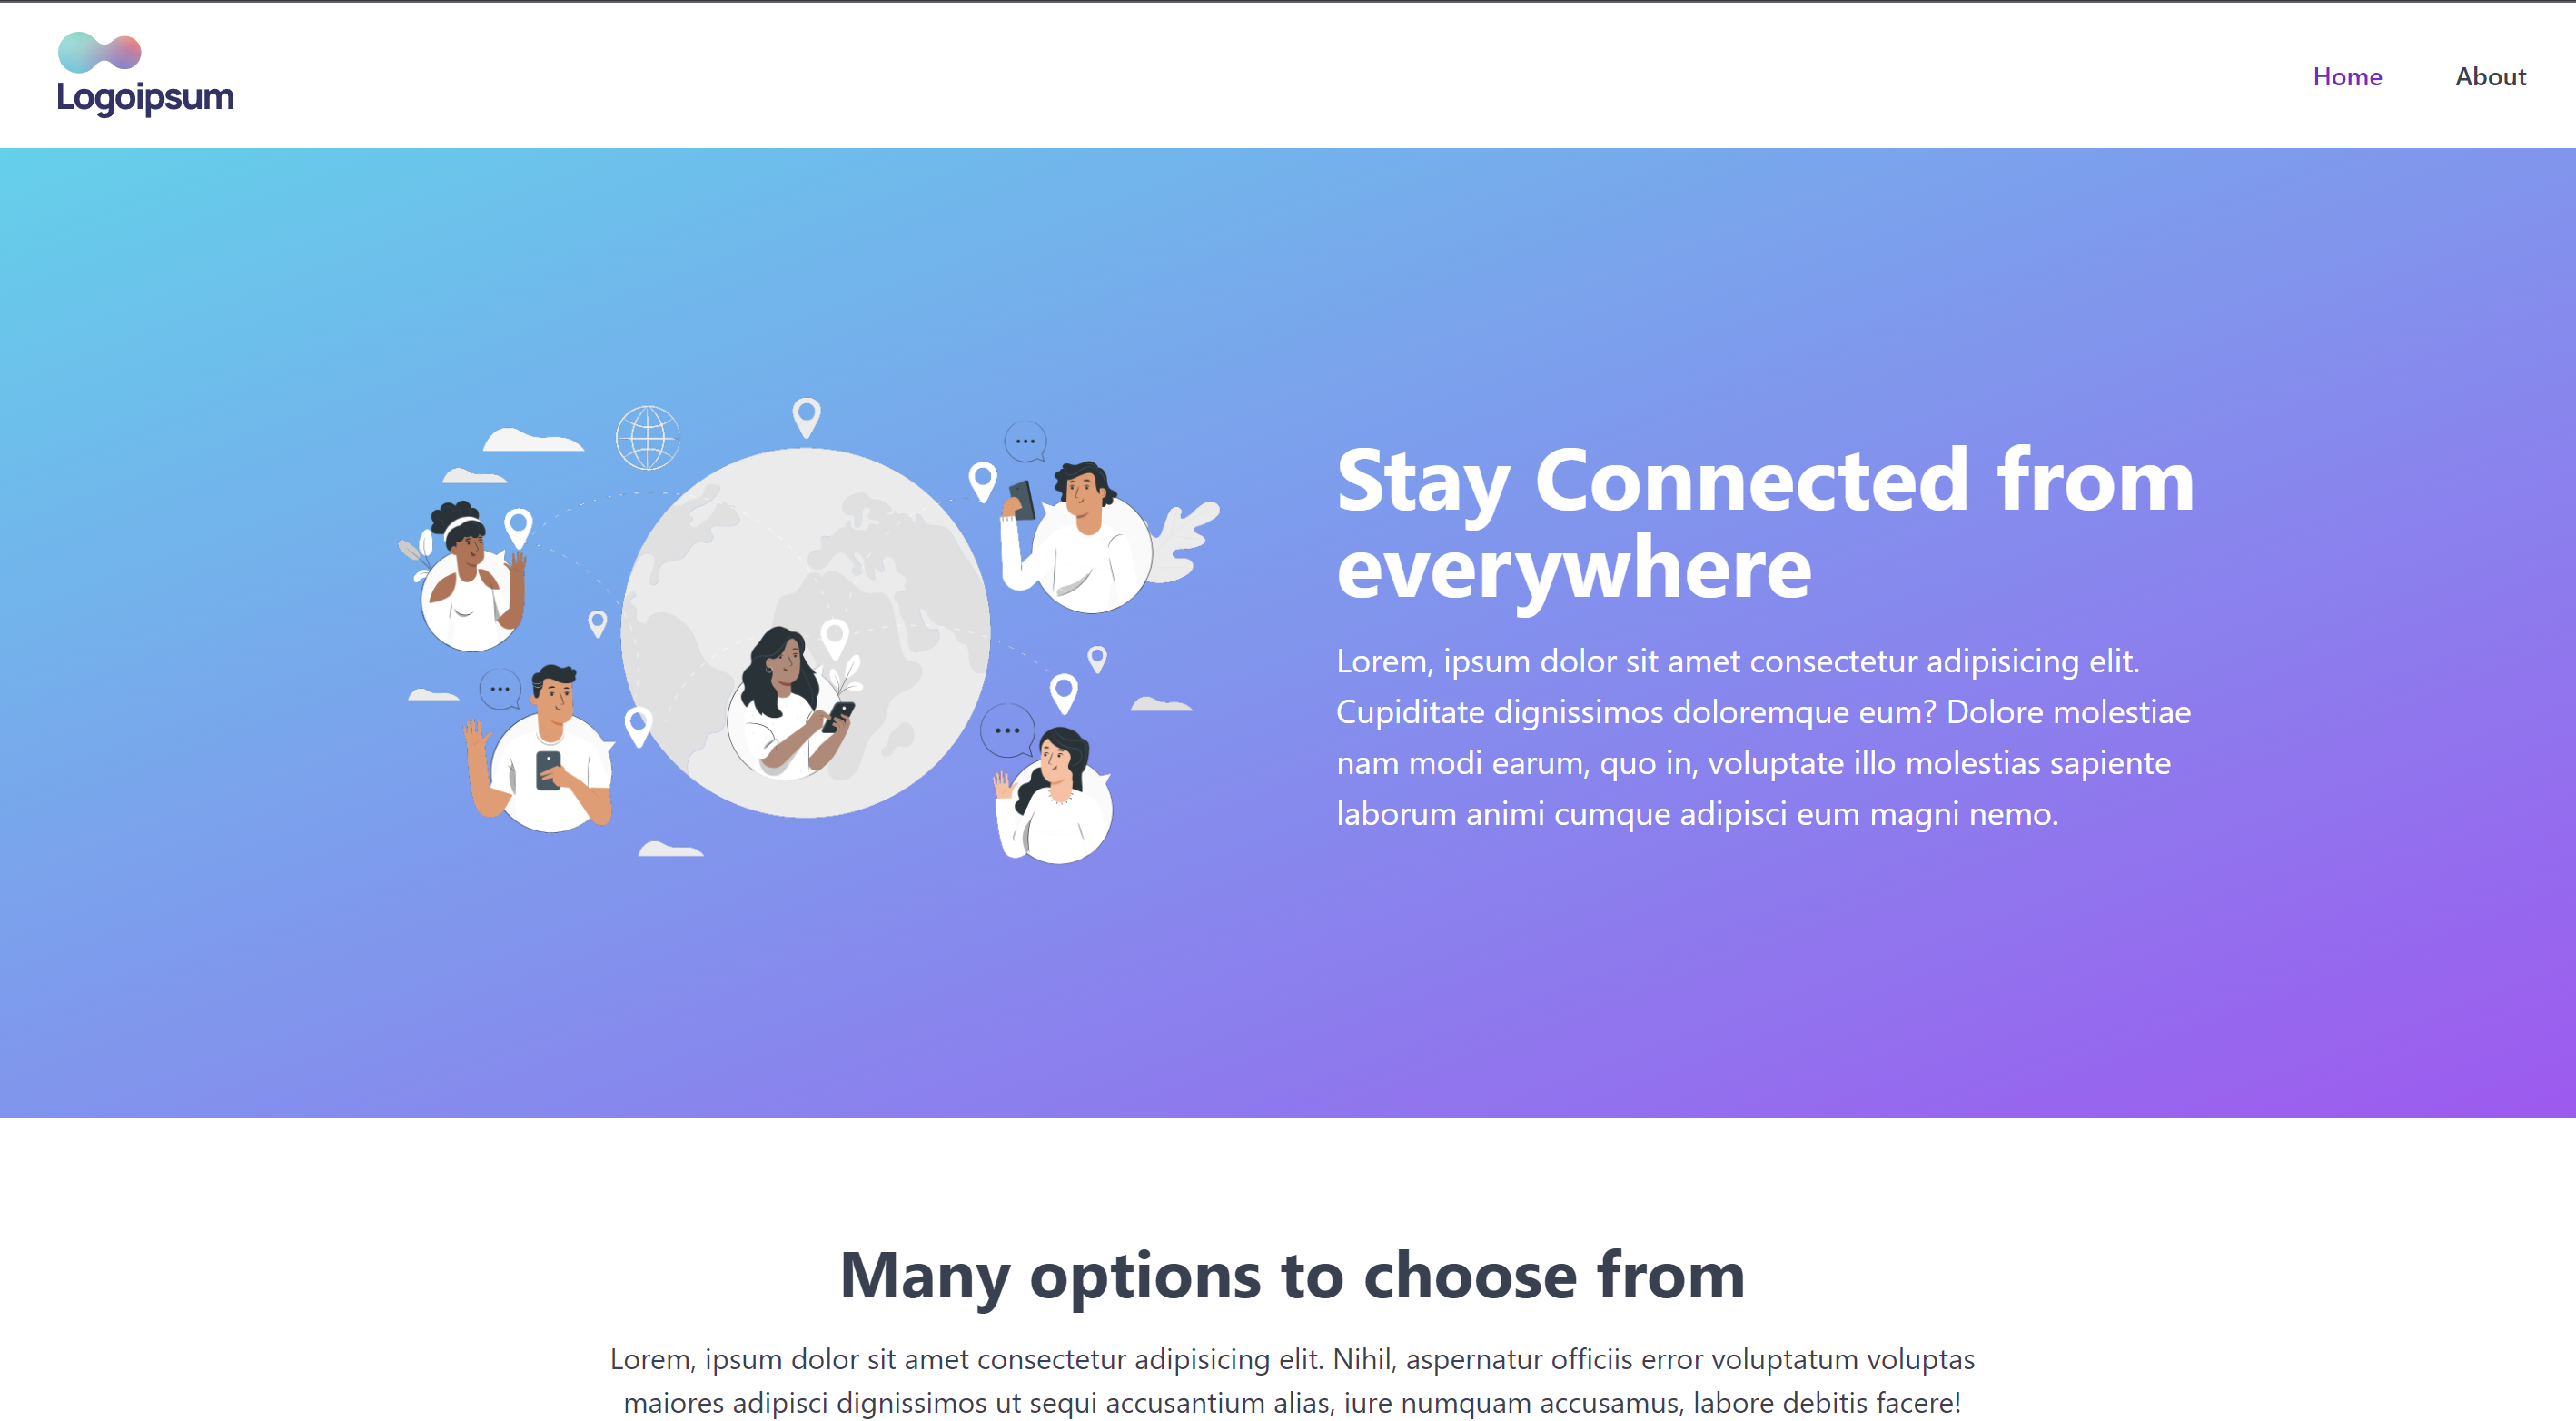 Logoipsum
Home
About
Stay Connected from
everywhere
Lorem, ipsum dolor sit amet consectetur adipisicing elit.
Cupiditate dignissimos doloremque eum? Dolore molestiae
nam modi earum, quo in, voluptate illo molestias sapiente
laborum animi cumque adipisci eum magni nemo.
Many options to choose from
Lorem, ipsum dolor sit amet consectetur adipisicing elit. Nihil, aspernatur officiis error voluptatum voluptas
maiores adipisci dignissimos ut sequi accusantium alias, iure numquam accusamus, labore debitis facere!